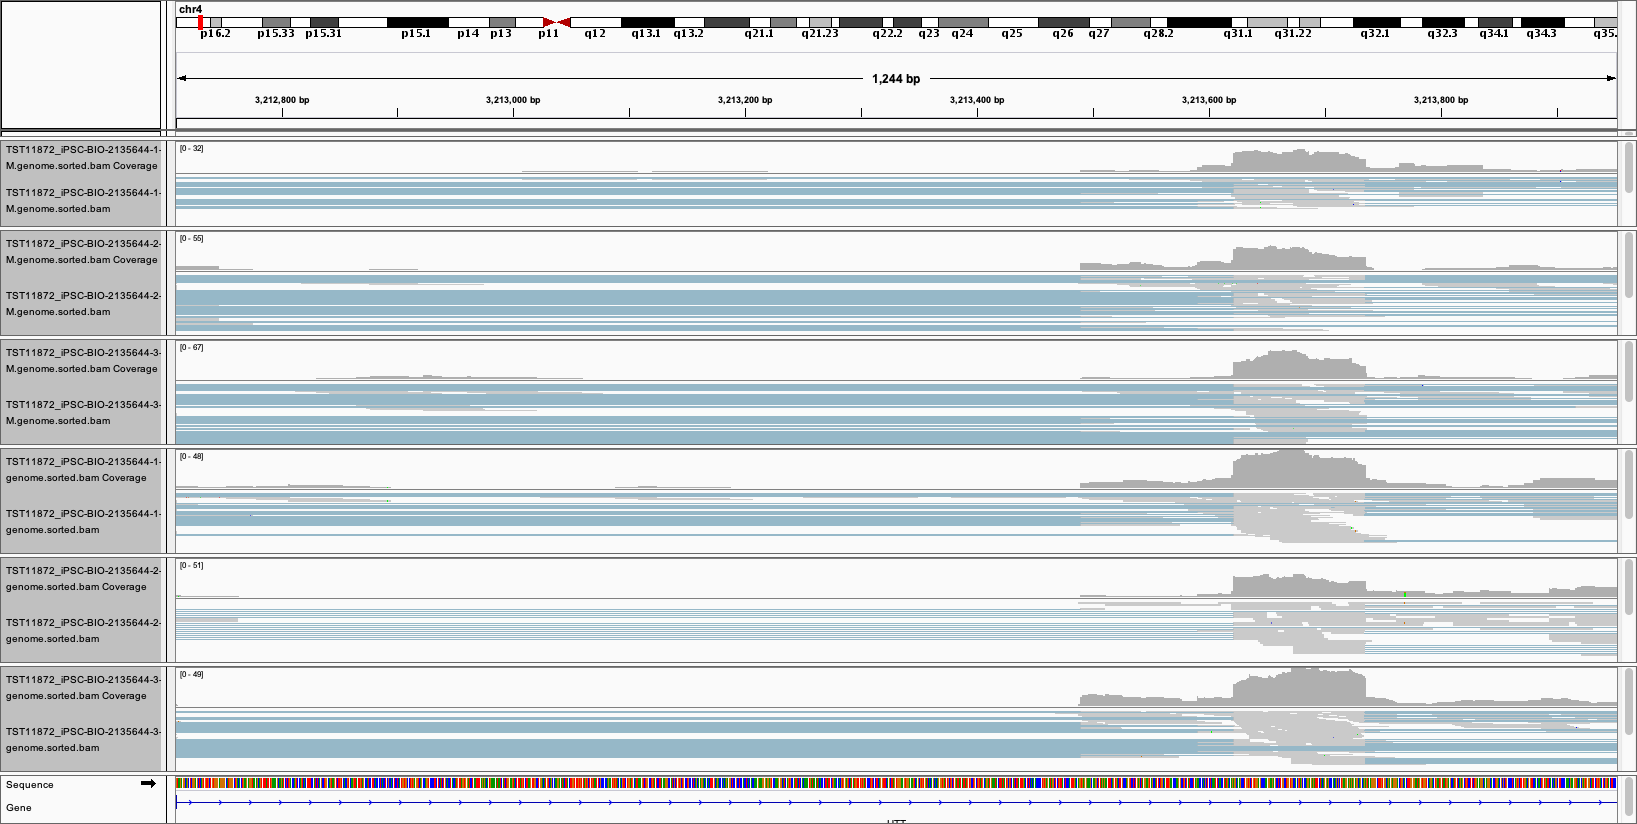 chr4
p16.2 p15.33 p15.31 p15.1 p14 p13 p11 q12 q13.1 q13.2 q21.1 q21.23 q22.2 q23 q24 q25 q26 q27 q28.2 q31.1 q31.22 q32.1 q32.3 q34.1 q34.3 q35.
1,244 bp
3,212,800 bp 3,213,000 bp 3,213,200 bp 3,213,400 bp 3,213,600 bp 3,213,800 bp
TST11872_iPSC-BIO-2135644-1- [0 - 32]
M.genome.sorted.bam Coverage
TST11872_iPSC-BIO-2135644-1-
M.genome.sorted.bam
[0 - 55]
TST11872_iPSC-BIO-2135644-2-
M.genome.sorted.bam Coverage
TST11872_iPSC-BIO-2135644-2-
M.genome.sorted.bam
[0 - 67]
TST11872_iPSC-BIO-2135644-3-
M.genome.sorted.bam Coverage
TST11872_iPSC-BIO-2135644-3-
M.genome.sorted.bam
[0 - 48]
TST11872_iPSC-BIO-2135644-1-
genome.sorted.bam Coverage
TST11872_iPSC-BIO-2135644-1-
genome.sorted.bam
[0 - 51]
TST11872_iPSC-BIO-2135644-2-
genome.sorted.bam Coverage
TST11872_iPSC-BIO-2135644-2-
genome.sorted.bam
[0 - 49]
TST11872_iPSC-BIO-2135644-3-
genome.sorted.bam Coverage
TST11872_iPSC-BIO-2135644-3-
genome.sorted.bam
Sequence
Gene